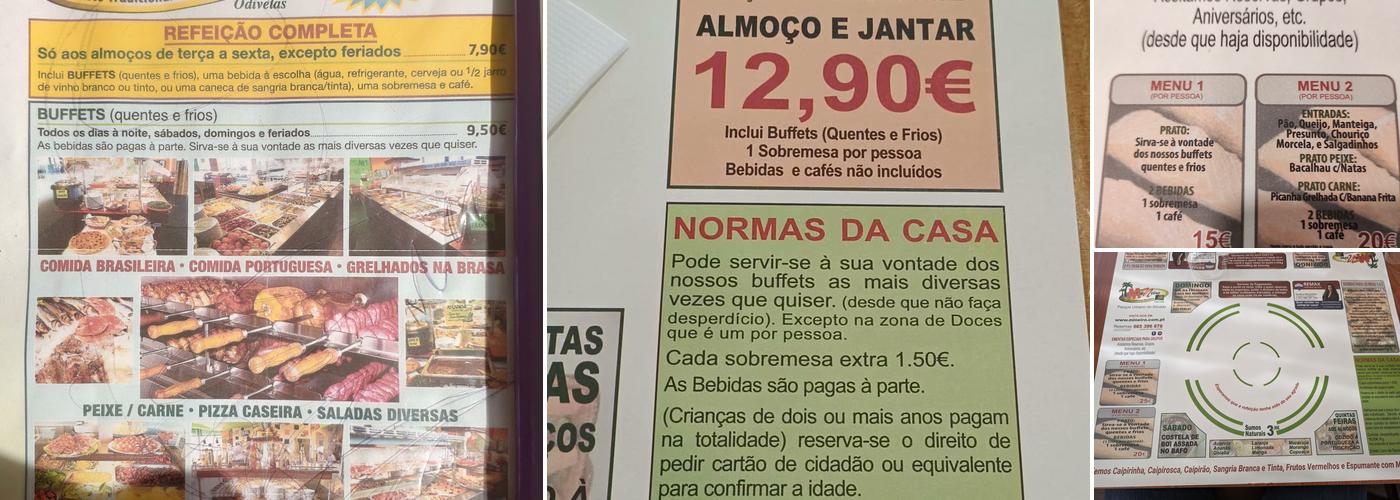 Odivelas
REFEIÇÃO COMPLETA
Só aos almoços de terça a sexta, excepto feriados 7,90€
Inclui BUFFETS (quentes e frios), uma bebida à escolha (água, refrigerante, cerveja ou 1/2 jarro
de vinho branco ou tinto, ou uma caneca de sangria branca/tinta), uma sobremesa e café.
BUFFETS (quentes e frios)
Todos os dias à noite, sábados, domingos e feriados 9,50€
As bebidas são pagas à parte. Sirva-se à sua vontade as mais diversas vezes que quiser.
COMIDA BRASILEIRA • COMIDA PORTUGUESA • GRELHADOS NA BRASA
PEIXE / CARNE • PIZZA CASEIRA • SALADAS DIVERSAS
ALMOÇO E JANTAR
12,90€
Inclui Buffets (Quentes e Frios)
1 Sobremesa por pessoa
Bebidas e cafés não incluídos
NORMAS DA CASA
Pode servir-se à sua vontade dos
nossos buffets as mais diversas
vezes que quiser. (desde que não faça
desperdício). Excepto na zona de Doces
que é um por pessoa.
Cada sobremesa extra 1.50€.
As Bebidas são pagas à parte.
(Crianças de dois ou mais anos pagam
na totalidade) reserva-se o direito de
pedir cartão de cidadão ou equivalente
para confirmar a idade.
TAS
AS
ÇOS
Aniversários, etc.
(desde que haja disponibilidade)
MENU 1
(POR PESSOA)
PRATO:
Sirva-se à vontade
dos nossos buffets
quentes e frios
2 BEBIDAS
1 sobremesa
1 café
15€
MENU 2
(POR PESSOA)
ENTRADAS:
Pão, Queijo, Manteiga,
Presunto, Chouriço
Morcela, e Salgadinhos
PRATO PEIXE:
Bacalhau c/Natas
PRATO CARNE:
Picanha Grelhada C/Banana Frita
2 BEBIDAS
1 sobremesa
1 café
20€
DOMINGO
REMAX
www.mineiro.com.pt
MENU 1
MENU 2
20€
SÁBADO
COSTELA DE
BOI ASSADA
NO BAFO
Sumos
Naturais 3
QUINTAS
FEIRAS
emos Caipirinha, Caipirosca, Caipirão, Sangria Branca e Tinta, Frutos Vermelhos e Espumante com M